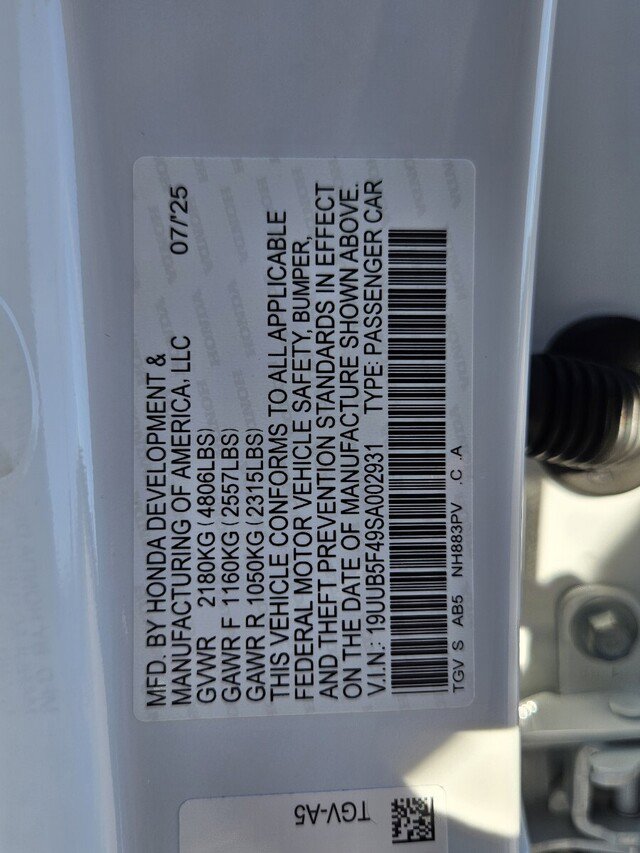 MFD. BY HONDA DEVELOPMENT &
MANUFACTURING OF AMERICA, LLC 07/'25
GVWR 2180KG (4806LBS)
GAWR F 1160KG (2557LBS)
GAWR R 1050KG (2315LBS)
THIS VEHICLE CONFORMS TO ALL APPLICABLE
FEDERAL MOTOR VEHICLE SAFETY, BUMPER,
AND THEFT PREVENTION STANDARDS IN EFFECT
ON THE DATE OF MANUFACTURE SHOWN ABOVE.
V.I.N.: 19UUB5F49SA002931 TYPE: PASSENGER CAR
TGV S AB5 NH883PV .C .A
TGV-A5